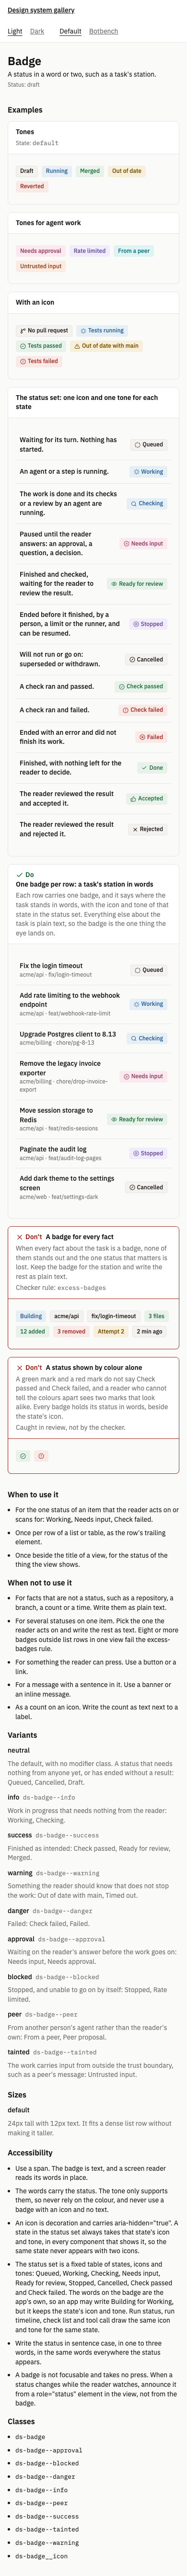 Design system gallery
Light Dark Default Botbench
Badge
A status in a word or two, such as a task's station.
Status: draft
Examples
Tones
State: default
Draft Running Merged Out of date
Reverted
Tones for agent work
Needs approval Rate limited From a peer
Untrusted input
With an icon
No pull request Tests running
Tests passed Out of date with main
Tests failed
The status set: one icon and one tone for each
state
Waiting for its turn. Nothing has
started.
Queued
An agent or a step is running.
Working
The work is done and its checks
or a review by an agent are
running.
Checking
Paused until the reader
answers: an approval, a
question, a decision.
Needs input
Finished and checked,
waiting for the reader to
review the result.
Ready for review
Ended before it finished, by a
person, a limit or the runner, and
can be resumed.
Stopped
Will not run or go on:
superseded or withdrawn.
Cancelled
A check ran and passed.
Check passed
A check ran and failed.
Check failed
Ended with an error and did not
finish its work.
Failed
Finished, with nothing left for the
reader to decide.
Done
The reader reviewed the result
and accepted it.
Accepted
The reader reviewed the result
and rejected it.
Rejected
Do
One badge per row: a task's station in words
Each row carries one badge, and it says where the
task stands in words, with the icon and tone of that
state of the status set. Everything else about the
task is plain text, so the badge is the one thing the
eye lands on.
Fix the login timeout
acme/api · fix/login-timeout
Queued
Add rate limiting to the webhook
endpoint
acme/api · feat/webhook-rate-limit
Working
Upgrade Postgres client to 8.13
acme/billing · chore/pg-8-13
Checking
Remove the legacy invoice
exporter
acme/billing · chore/drop-invoice-
export
Needs input
Move session storage to
Redis
acme/api · feat/redis-sessions
Ready for review
Paginate the audit log
acme/api · feat/audit-log-pages
Stopped
Add dark theme to the settings
screen
acme/web · feat/settings-dark
Cancelled
Don't A badge for every fact
When every fact about the task is a badge, none of
them stands out and the one status that matters is
lost. Keep the badge for the station and write the
rest as plain text.
Checker rule: excess-badges
Building acme/api fix/login-timeout 3 files
12 added 3 removed Attempt 2 2 min ago
Don't A status shown by colour alone
A green mark and a red mark do not say Check
passed and Check failed, and a reader who cannot
tell the colours apart sees two marks that look
alike. Every badge holds its status in words, beside
the state's icon.
Caught in review, not by the checker.
When to use it
For the one status of an item that the reader acts on or
scans for: Working, Needs input, Check failed.
Once per row of a list or table, as the row's trailing
element.
Once beside the title of a view, for the status of the
thing the view shows.
When not to use it
For facts that are not a status, such as a repository, a
branch, a count or a time. Write them as plain text.
For several statuses on one item. Pick the one the
reader acts on and write the rest as text. Eight or more
badges outside list rows in one view fail the excess-
badges rule.
For something the reader can press. Use a button or a
link.
For a message with a sentence in it. Use a banner or
an inline message.
As a count on an icon. Write the count as text next to a
label.
Variants
neutral
The default, with no modifier class. A status that needs
nothing from anyone yet, or has ended without a result:
Queued, Cancelled, Draft.
info ds-badge--info
Work in progress that needs nothing from the reader:
Working, Checking.
success ds-badge--success
Finished as intended: Check passed, Ready for review,
Merged.
warning ds-badge--warning
Something the reader should know that does not stop
the work: Out of date with main, Timed out.
danger ds-badge--danger
Failed: Check failed, Failed.
approval ds-badge--approval
Waiting on the reader's answer before the work goes on:
Needs input, Needs approval.
blocked ds-badge--blocked
Stopped, and unable to go on by itself: Stopped, Rate
limited.
peer ds-badge--peer
From another person's agent rather than the reader's
own: From a peer, Peer proposal.
tainted ds-badge--tainted
The work carries input from outside the trust boundary,
such as a peer's message: Untrusted input.
Sizes
default
24px tall with 12px text. It fits a dense list row without
making it taller.
Accessibility
Use a span. The badge is text, and a screen reader
reads its words in place.
The words carry the status. The tone only supports
them, so never rely on the colour, and never use a
badge with an icon and no text.
An icon is decoration and carries aria-hidden="true". A
state in the status set always takes that state's icon
and tone, in every component that shows it, so the
same state never appears with two icons.
The status set is a fixed table of states, icons and
tones: Queued, Working, Checking, Needs input,
Ready for review, Stopped, Cancelled, Check passed
and Check failed. The words on the badge are the
app's own, so an app may write Building for Working,
but it keeps the state's icon and tone. Run status, run
timeline, check list and tool call draw the same icon
and tone for the same state.
Write the status in sentence case, in one to three
words, in the same words everywhere the status
appears.
A badge is not focusable and takes no press. When a
status changes while the reader watches, announce it
from a role="status" element in the view, not from the
badge.
Classes
ds-badge
ds-badge--approval
ds-badge--blocked
ds-badge--danger
ds-badge--info
ds-badge--peer
ds-badge--success
ds-badge--tainted
ds-badge--warning
ds-badge__icon